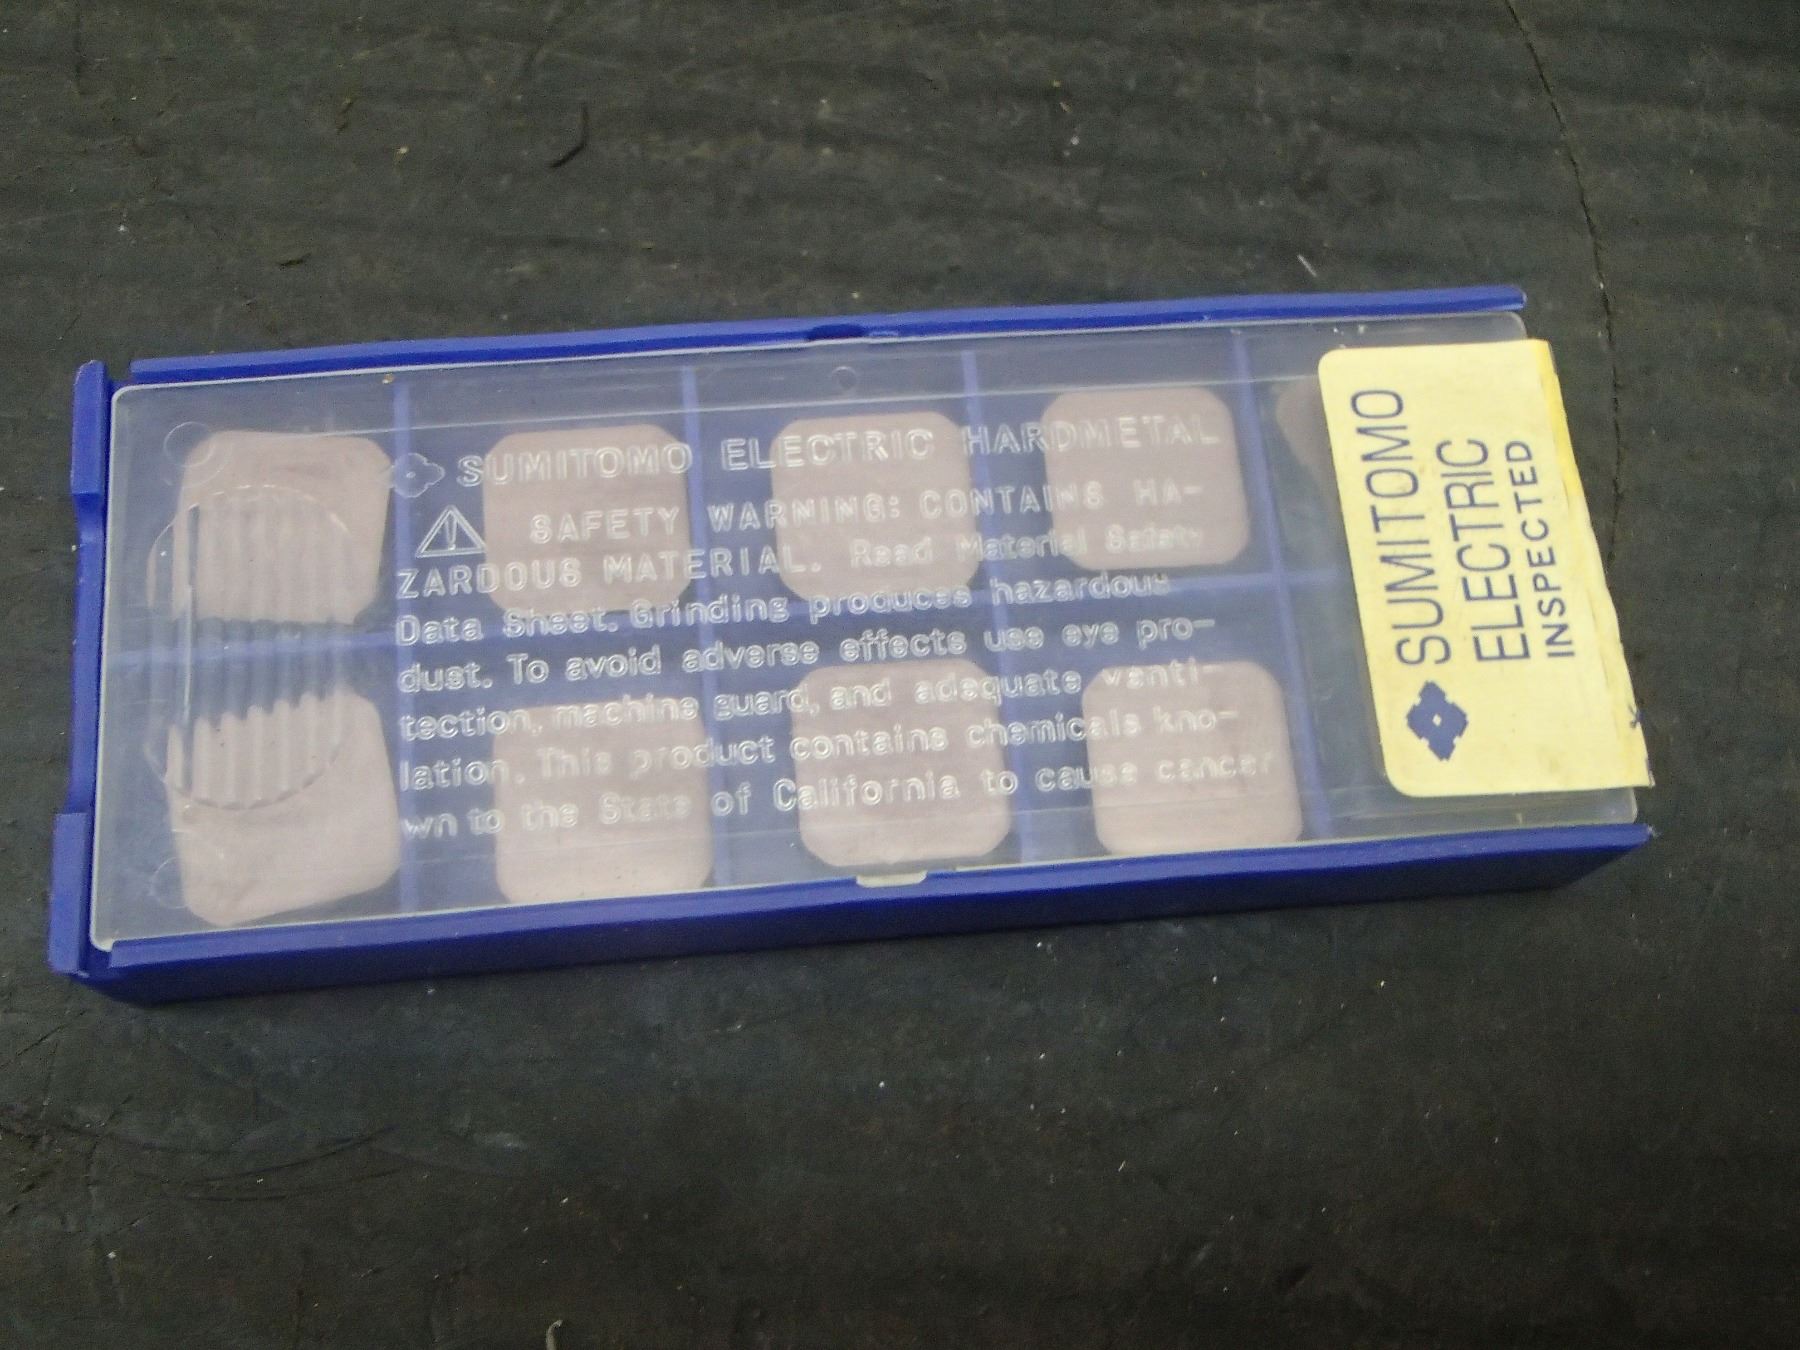 SUMITOMO ELECTRIC HARDMETAL
SAFETY WARNING: CONTAINS HA-
ZARDOUS MATERIAL. Read Material Safety
Data Sheet. Grinding produces hazardous
dust. To avoid adverse effects use eye pro-
tection, machine guard, and adequate venti-
lation. This product contains chemicals kno-
wn to the State of California to cause cancer
SUMITOMO
ELECTRIC
INSPECTED